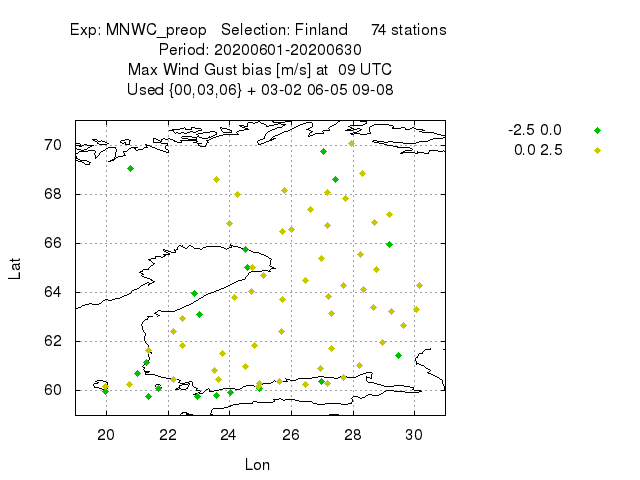 Exp: MNWC_preop   Selection: Finland     74 stations
Period: 20200601-20200630
Max Wind Gust bias [m/s] at  09 UTC
Used {00,03,06} + 03-02 06-05 09-08
-2.5 0.0
0.0 2.5
70
68
66
64
62
60
Lat
20 22 24 26 28 30
Lon